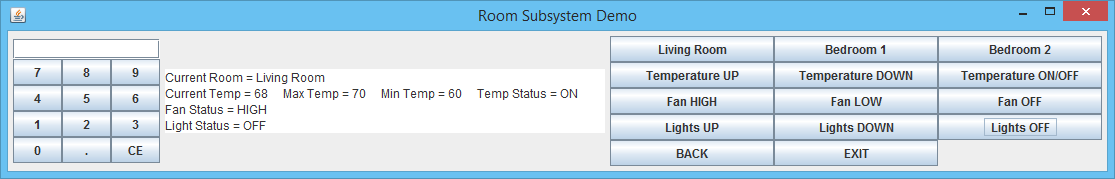 Room Subsystem Demo
7 8 9
4 5 6
1 2 3
0 . CE
Current Room = Living Room
Current Temp = 68 Max Temp = 70 Min Temp = 60 Temp Status = ON
Fan Status = HIGH
Light Status = OFF
Living Room Bedroom 1 Bedroom 2
Temperature UP Temperature DOWN Temperature ON/OFF
Fan HIGH Fan LOW Fan OFF
Lights UP Lights DOWN Lights OFF
BACK EXIT